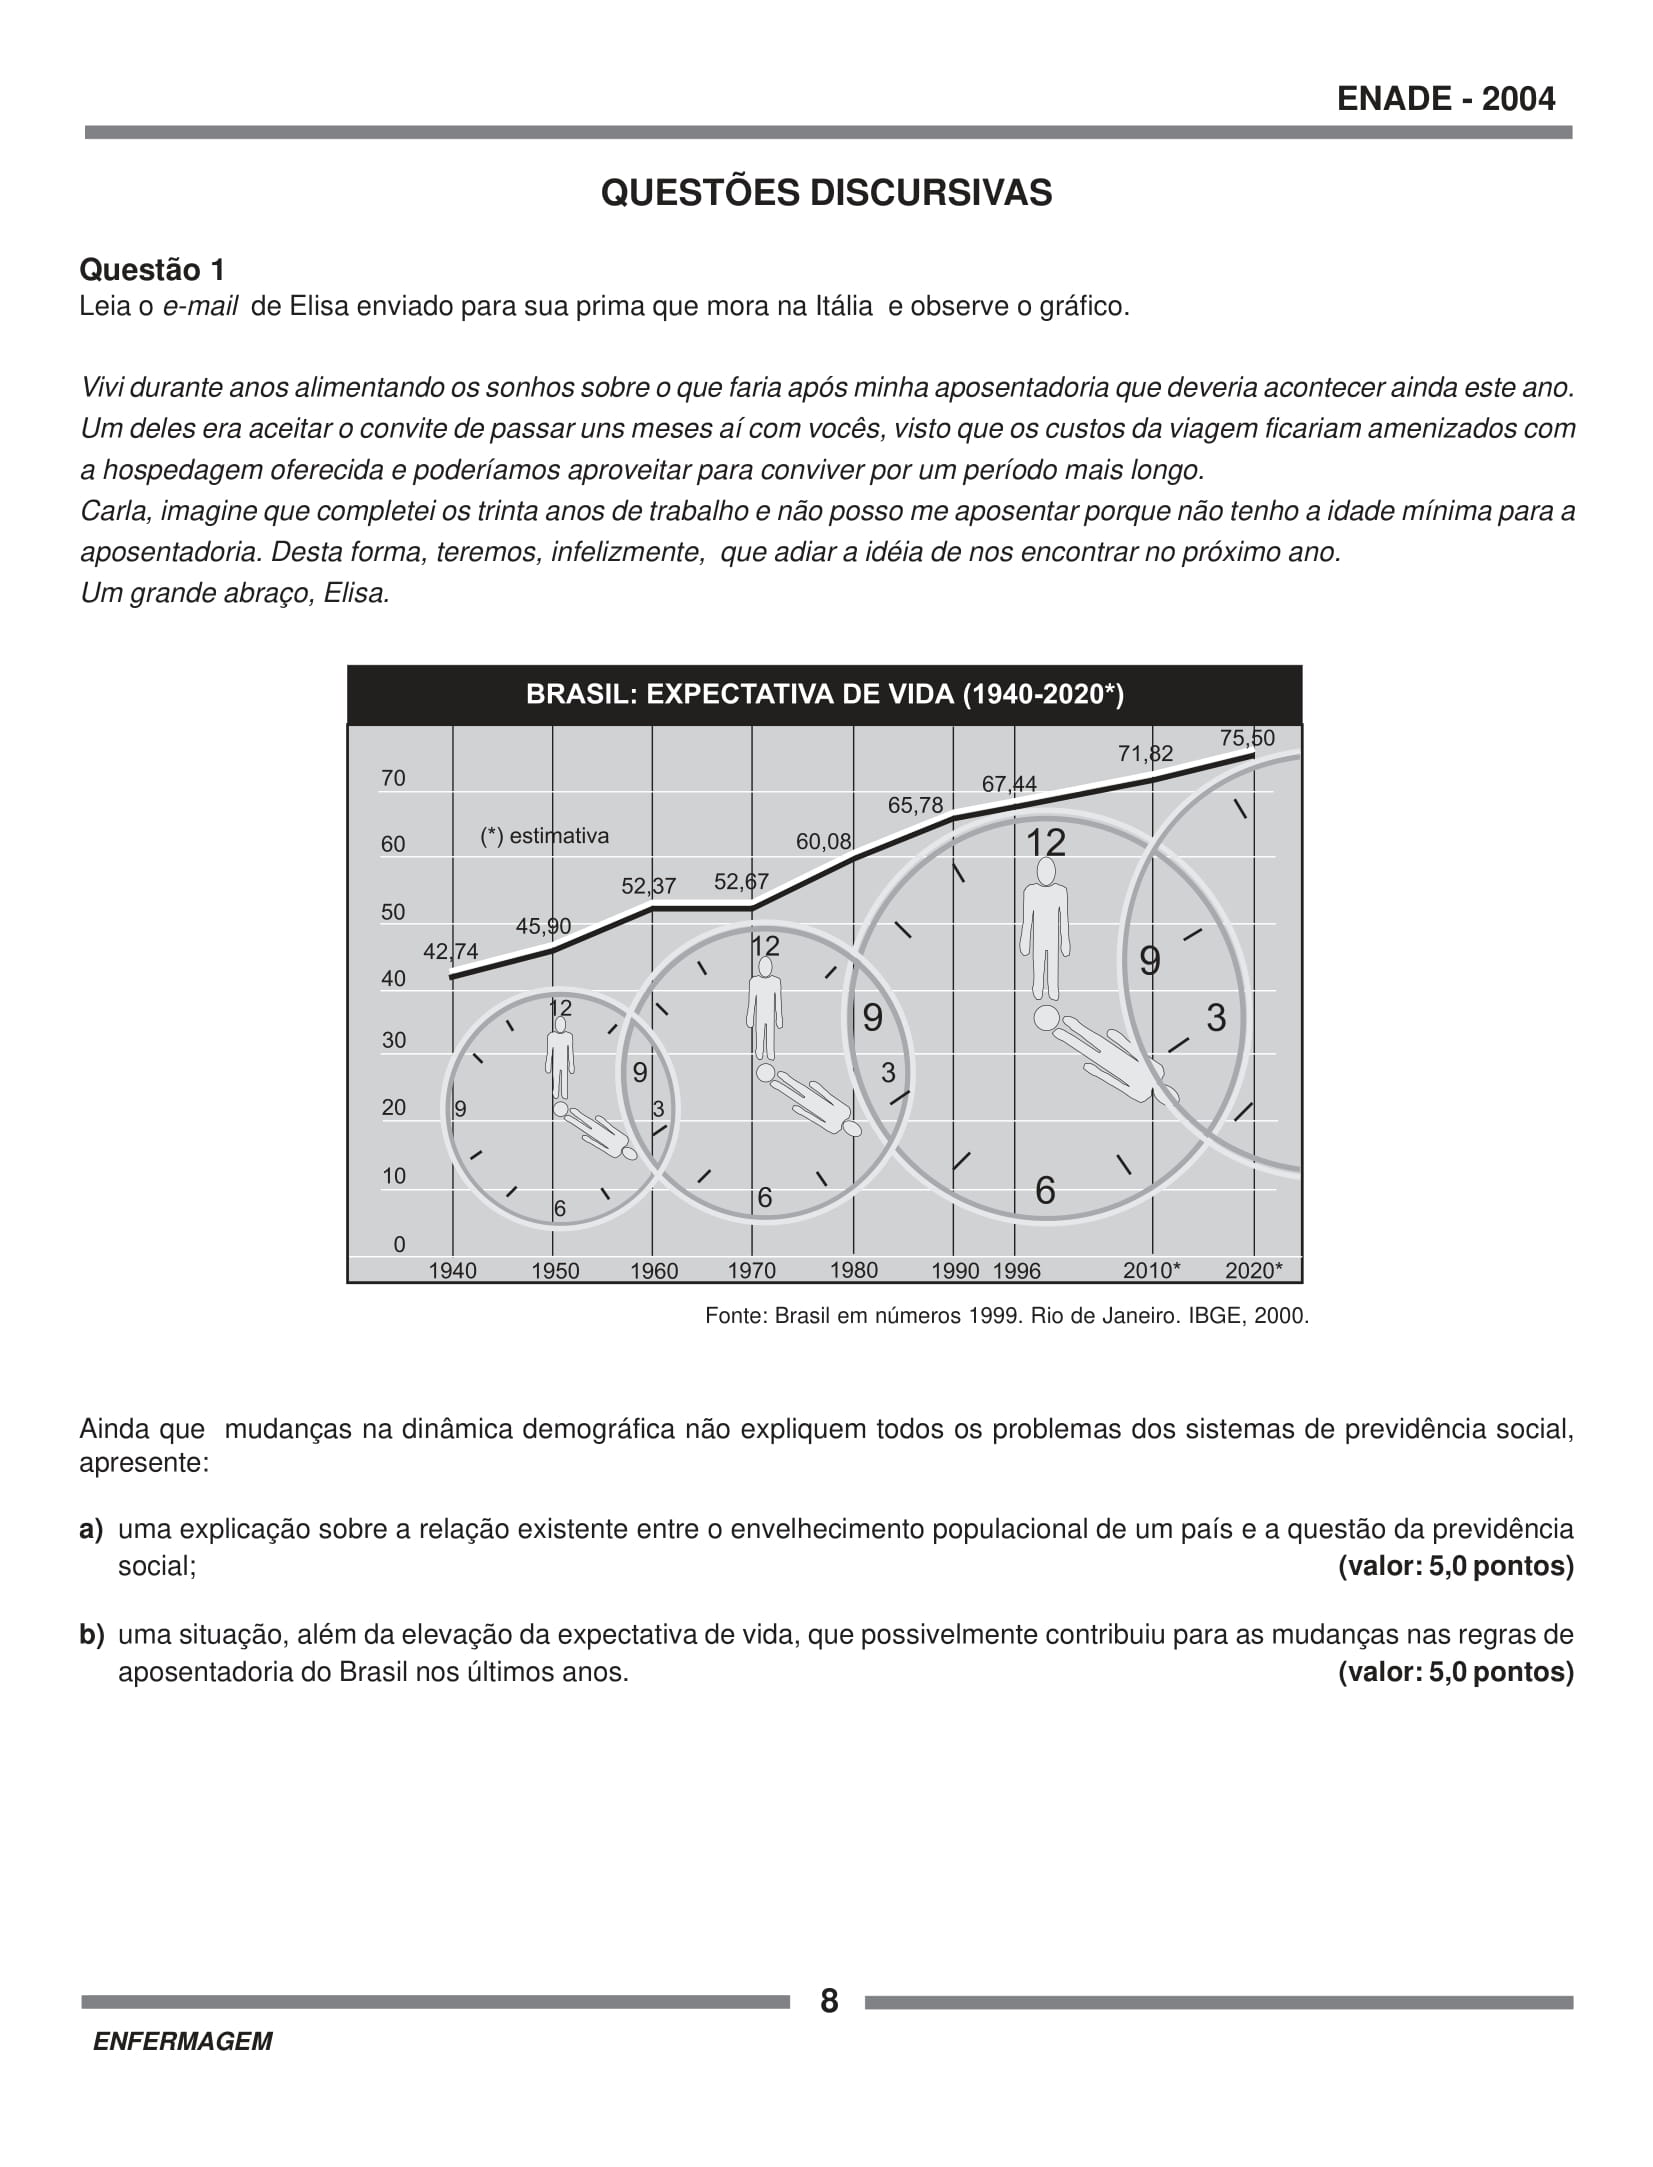 ENADE - 2004
QUESTÕES DISCURSIVAS
Questão 1
Leia o e-mail de Elisa enviado para sua prima que mora na Itália e observe o gráfico.
Vivi durante anos alimentando os sonhos sobre o que faria após minha aposentadoria que deveria acontecer ainda este ano.
Um deles era aceitar o convite de passar uns meses aí com vocês, visto que os custos da viagem ficariam amenizados com
a hospedagem oferecida e poderíamos aproveitar para conviver por um período mais longo.
Carla, imagine que completei os trinta anos de trabalho e não posso me aposentar porque não tenho a idade mínima para a
aposentadoria. Desta forma, teremos, infelizmente, que adiar a idéia de nos encontrar no próximo ano.
Um grande abraço, Elisa.
BRASIL: EXPECTATIVA DE VIDA (1940-2020*)
75,50
71,82
70
67,44
65,78
(*) estimativa
60,08
60
12
52,37
52,67
50
45,90
42,74
12
9
40
12
9
3
30
9
3
20
9
3
10
6
6
6
0
1940 1950 1960 1970 1980 1990 1996 2010* 2020*
Fonte: Brasil em números 1999. Rio de Janeiro. IBGE, 2000.
Ainda que mudanças na dinâmica demográfica não expliquem todos os problemas dos sistemas de previdência social,
apresente:
a) uma explicação sobre a relação existente entre o envelhecimento populacional de um país e a questão da previdência
social; (valor: 5,0 pontos)
b) uma situação, além da elevação da expectativa de vida, que possivelmente contribuiu para as mudanças nas regras de
aposentadoria do Brasil nos últimos anos. (valor: 5,0 pontos)
8
ENFERMAGEM